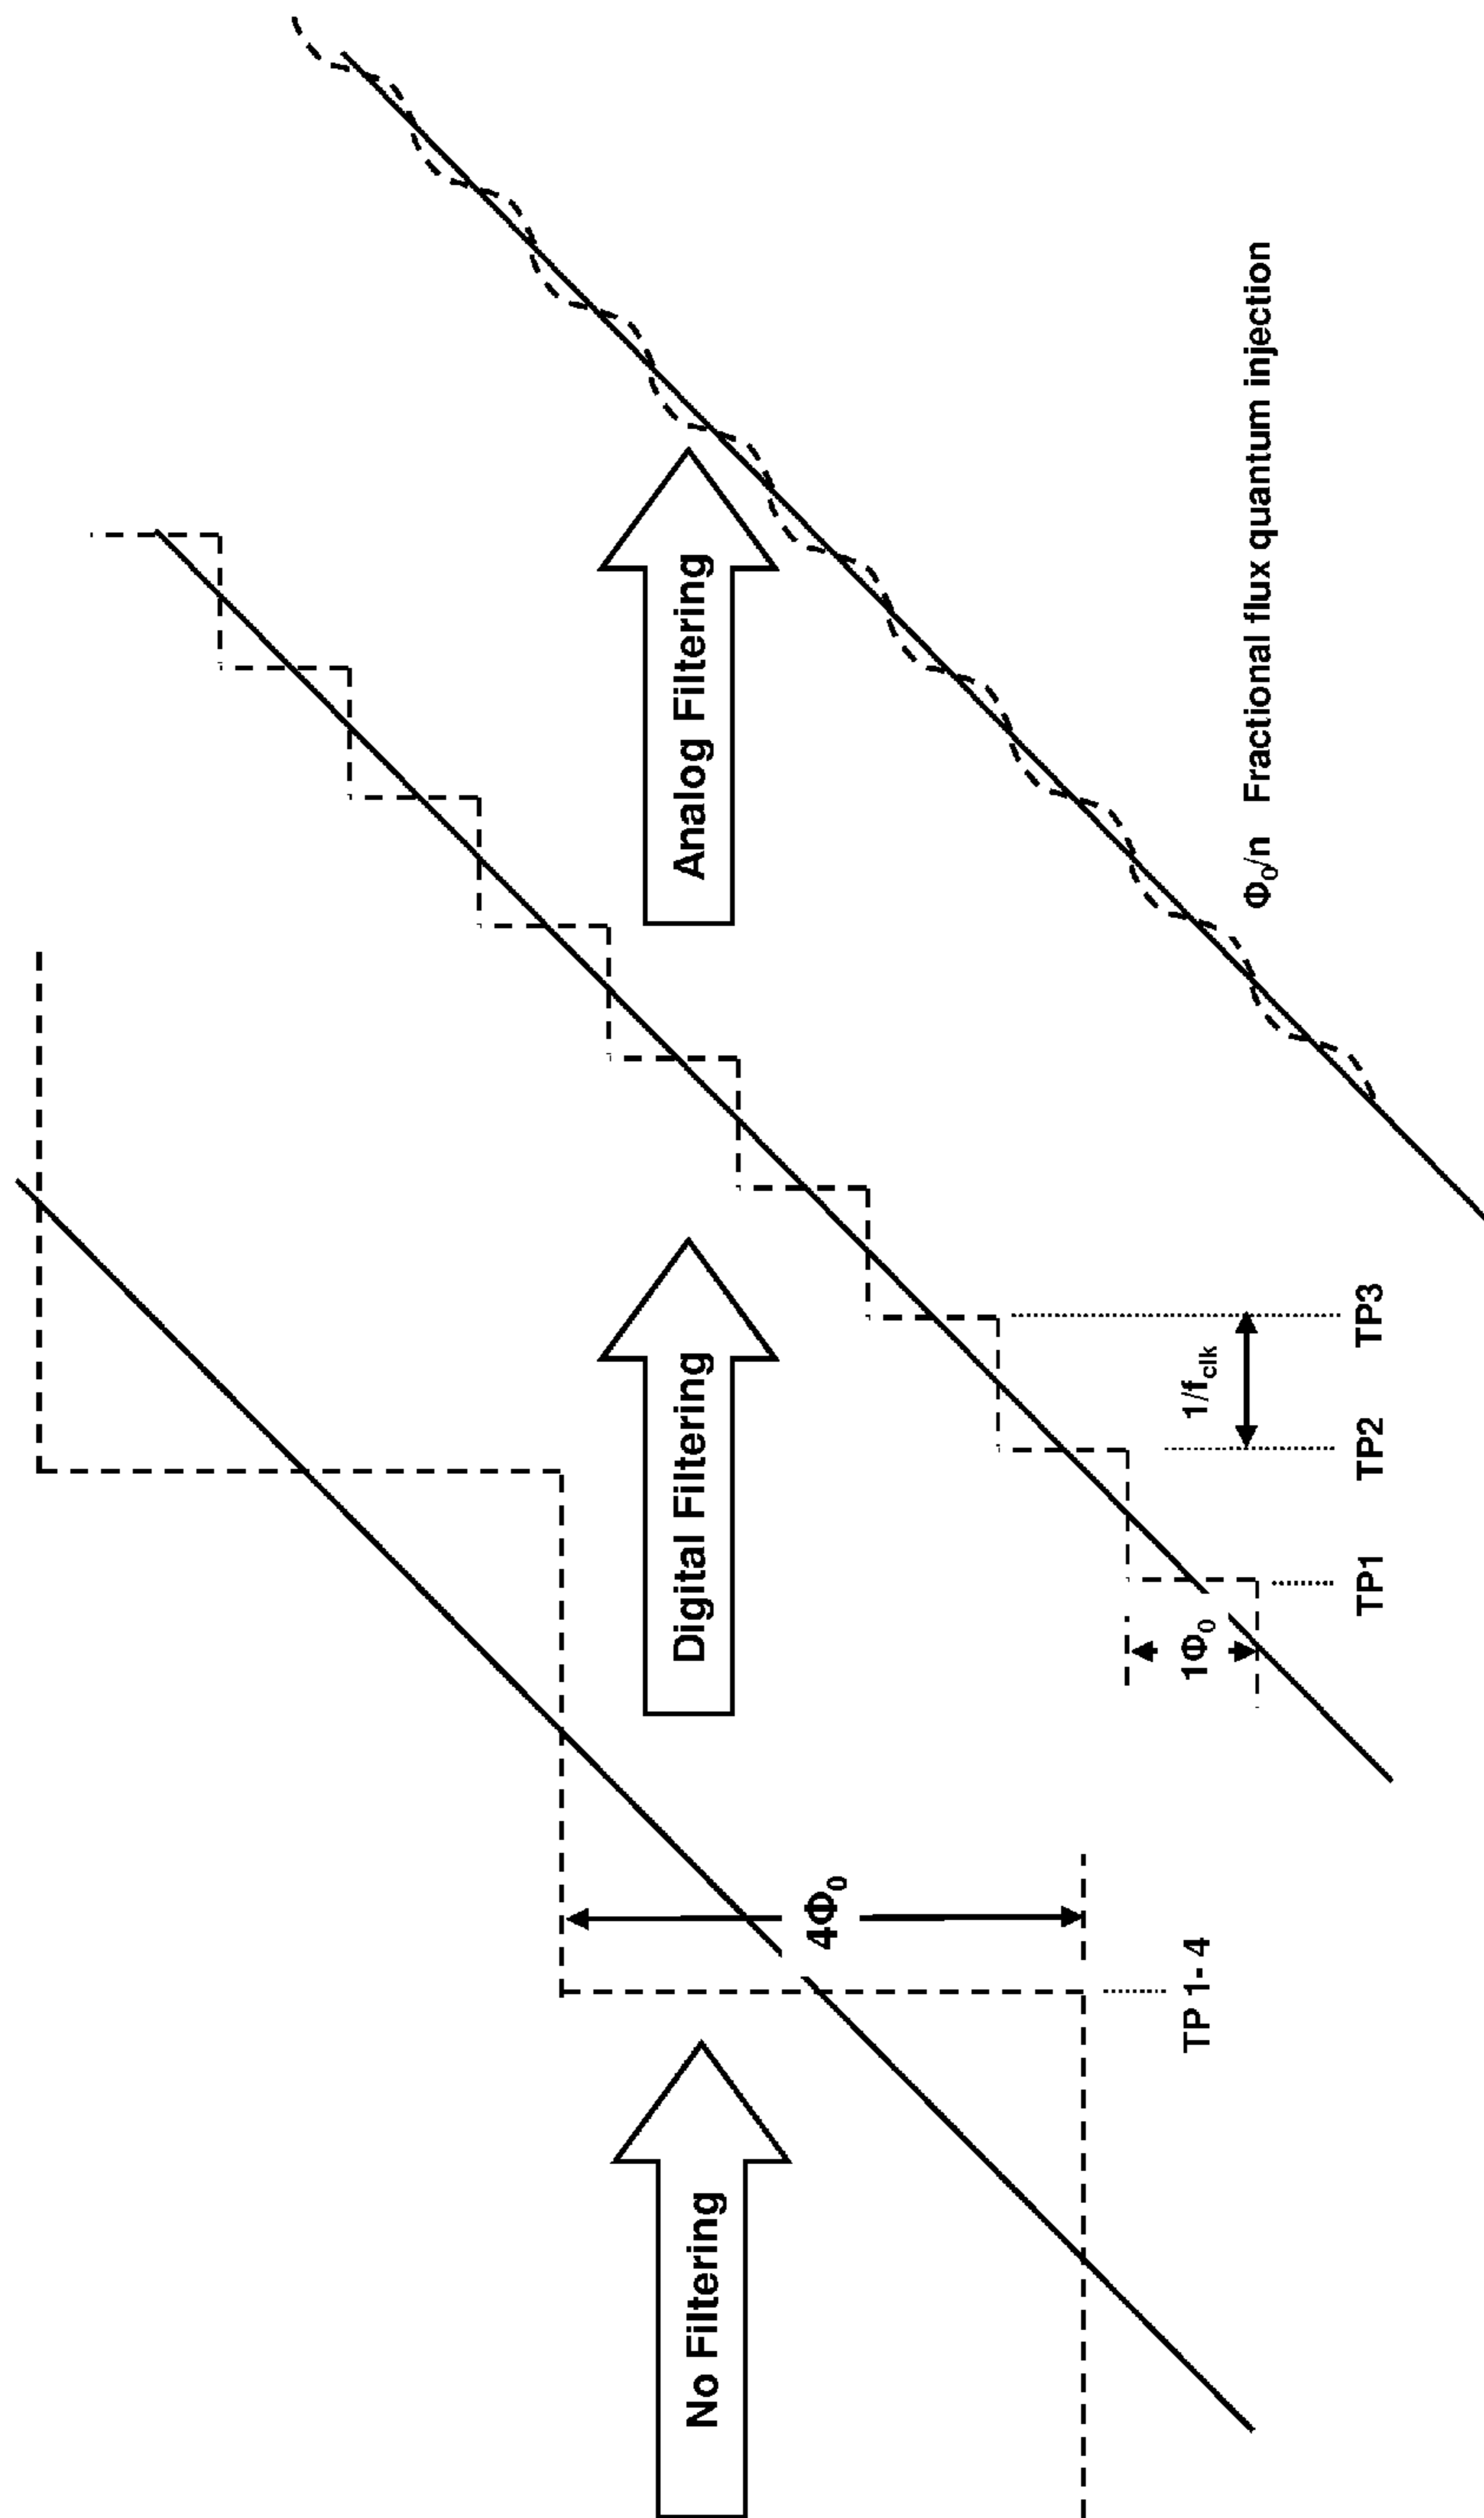 No Filtering
4Φ₀
TP 1- 4
Digital Filtering
1Φ₀
1/f_clk
TP1
TP2
TP3
Analog Filtering
Φ₀/n Fractional flux quantum injection